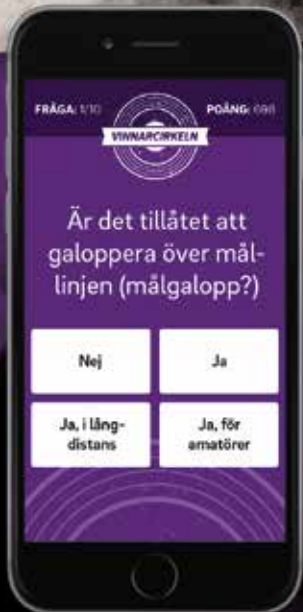 FRÅGA: 1/10
POÄNG: 698
VINNARCIRKELN
Är det tillåtet att
galoppera över mål-
linjen (målgalopp?)
Nej
Ja
Ja, i lång-
distans
Ja, för
amatörer